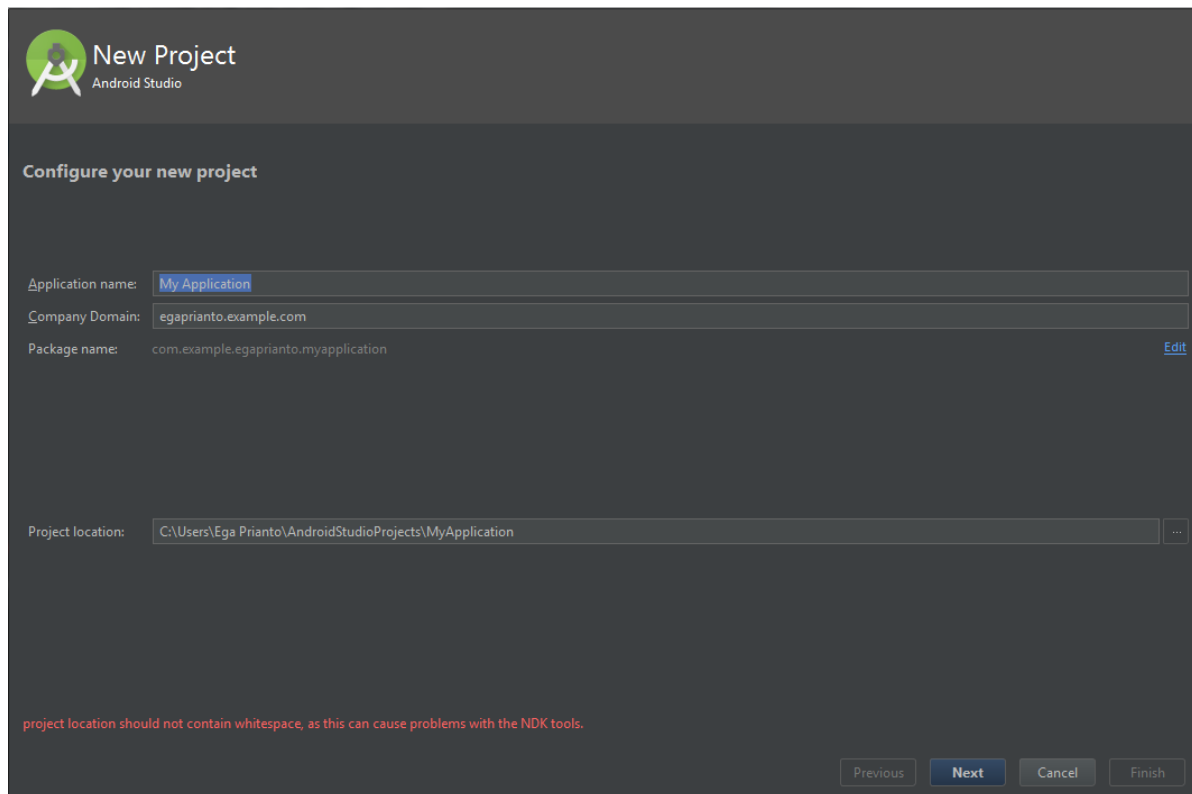 New Project
Android Studio
Configure your new project
Application name: My Application
Company Domain: egaprianto.example.com
Package name: com.example.egaprianto.myapplication Edit
Project location: C:\Users\Ega Prianto\AndroidStudioProjects\MyApplication ...
project location should not contain whitespace, as this can cause problems with the NDK tools.
Previous Next Cancel Finish